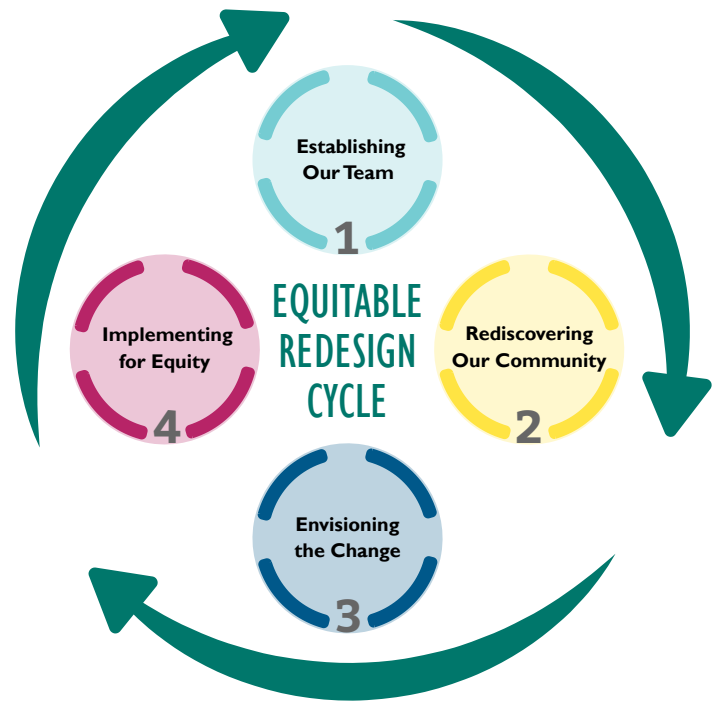 Establishing
Our Team
1
EQUITABLE
REDESIGN
CYCLE
Rediscovering
Our Community
2
Envisioning
the Change
3
Implementing
for Equity
4